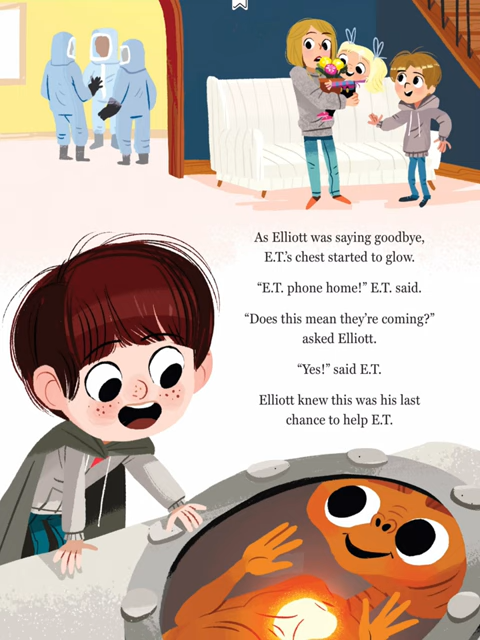 As Elliott was saying goodbye,
E.T.’s chest started to glow.
“E.T. phone home!” E.T. said.
“Does this mean they’re coming?”
asked Elliott.
“Yes!” said E.T.
Elliott knew this was his last
chance to help E.T.